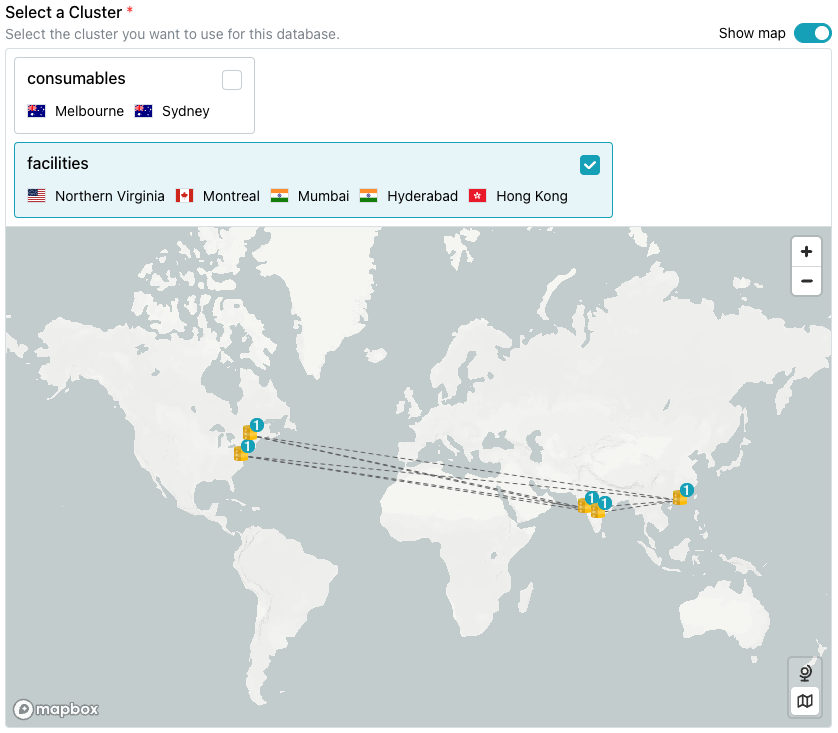 Select a Cluster *
Select the cluster you want to use for this database.
Show map
consumables
Melbourne Sydney
facilities
Northern Virginia Montreal Mumbai Hyderabad Hong Kong
+
−
1
1
1
1
1
mapbox